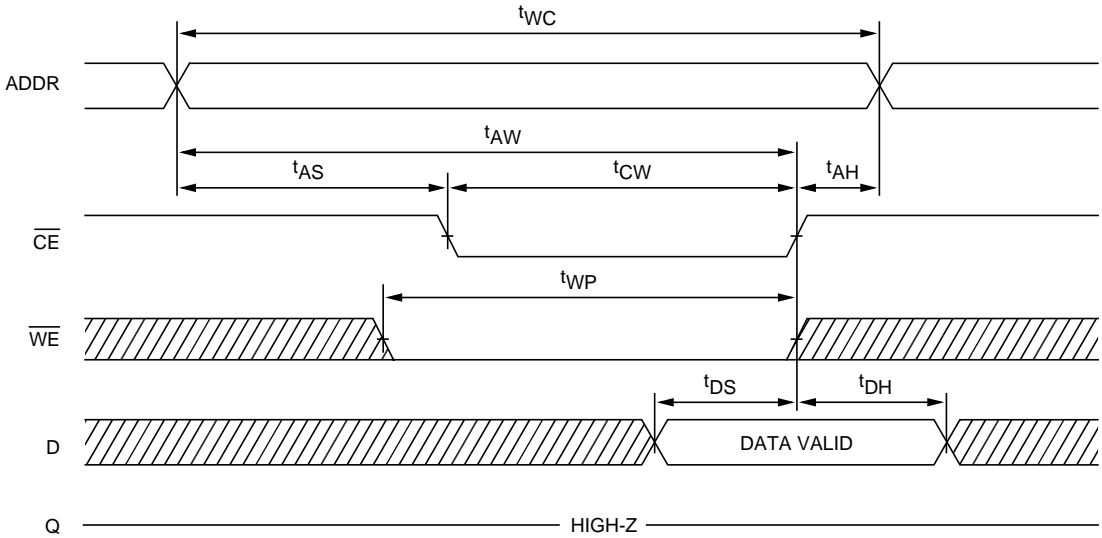 tWC
ADDR
tAW
tAS
tCW
tAH
CE
tWP
WE
tDS
tDH
D
DATA VALID
Q
HIGH-Z